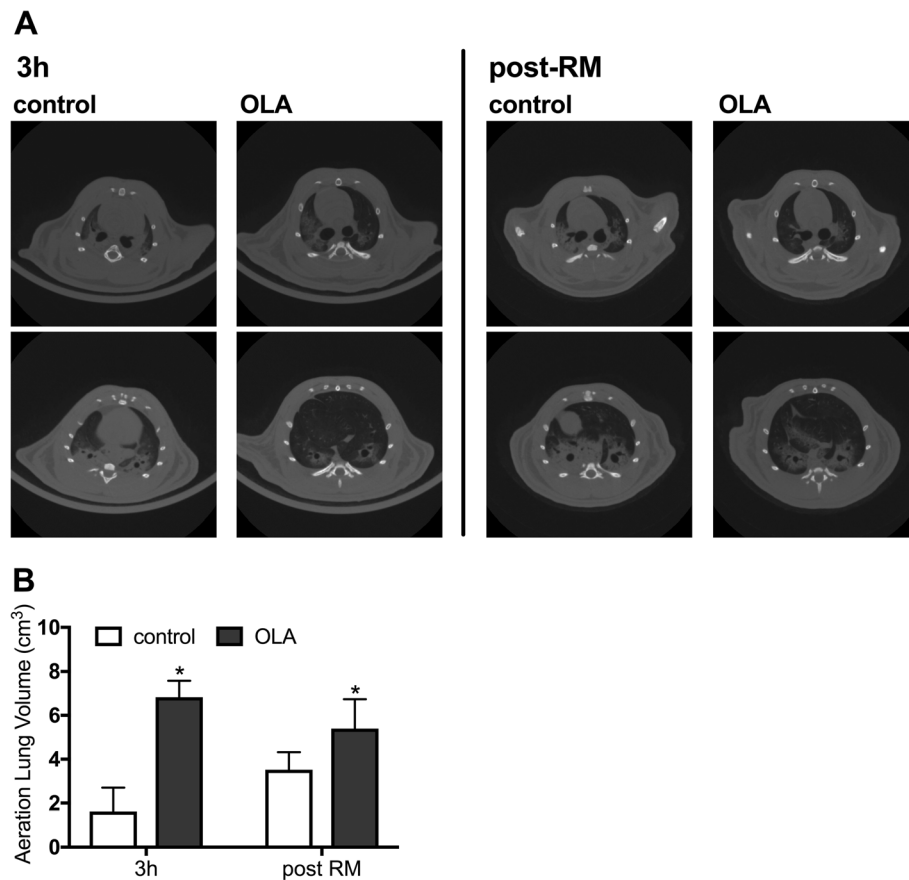 A
3h
post-RM
control
OLA
control
OLA
B
Aeration Lung Volume (cm³)
10
8
6
4
2
0
control
OLA
*
*
3h
post RM